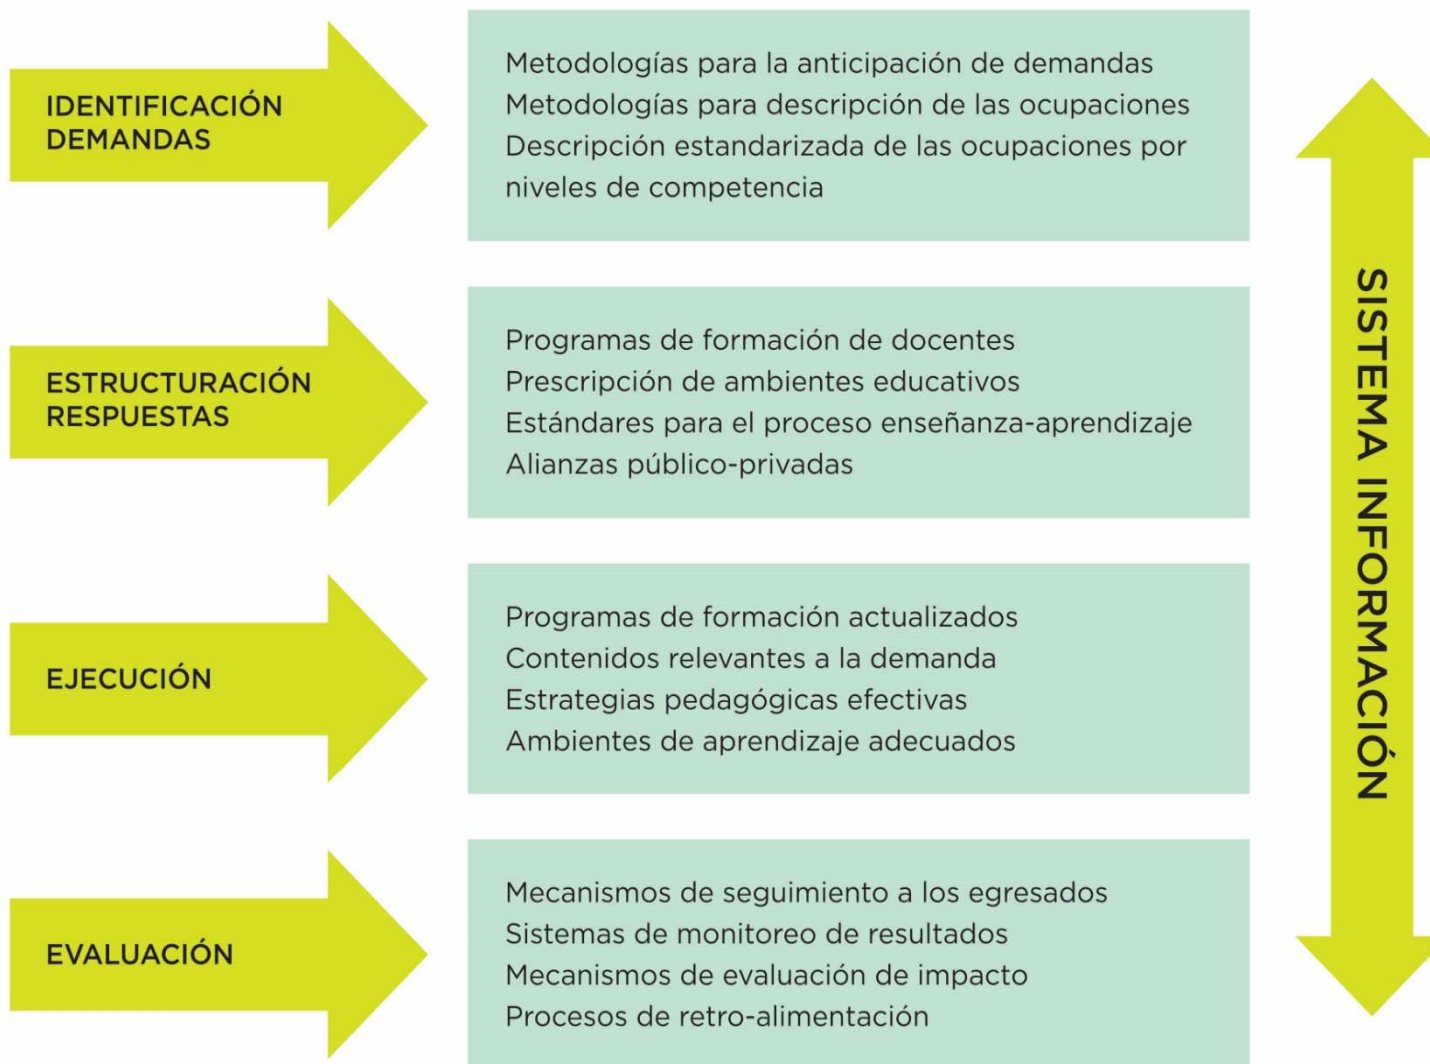 IDENTIFICACIÓN
DEMANDAS
Metodologías para la anticipación de demandas
Metodologías para descripción de las ocupaciones
Descripción estandarizada de las ocupaciones por
niveles de competencia
ESTRUCTURACIÓN
RESPUESTAS
Programas de formación de docentes
Prescripción de ambientes educativos
Estándares para el proceso enseñanza-aprendizaje
Alianzas público-privadas
EJECUCIÓN
Programas de formación actualizados
Contenidos relevantes a la demanda
Estrategias pedagógicas efectivas
Ambientes de aprendizaje adecuados
EVALUACIÓN
Mecanismos de seguimiento a los egresados
Sistemas de monitoreo de resultados
Mecanismos de evaluación de impacto
Procesos de retro-alimentación
SISTEMA INFORMACIÓN